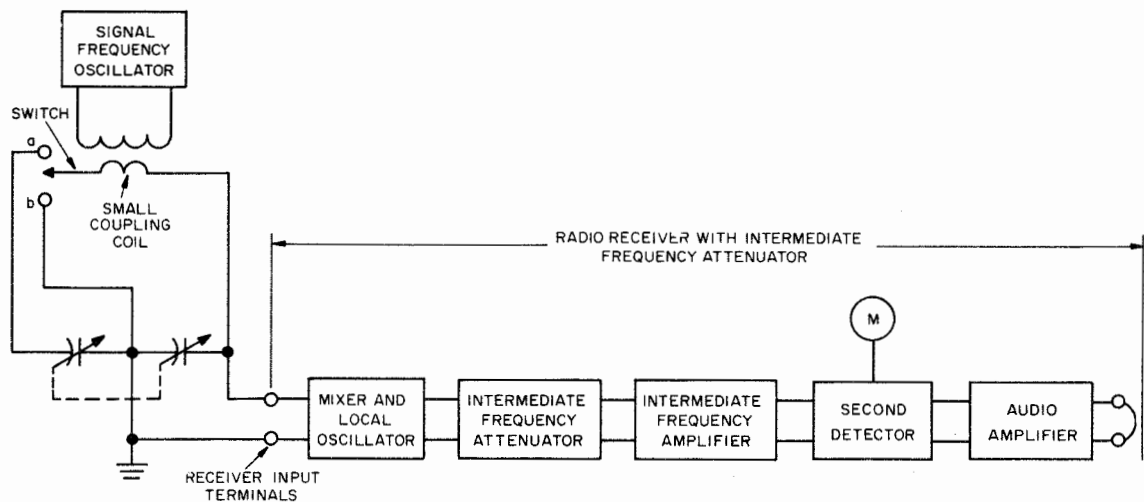 SIGNAL
FREQUENCY
OSCILLATOR
SWITCH
a
b
SMALL
COUPLING
COIL
RADIO RECEIVER WITH INTERMEDIATE
FREQUENCY ATTENUATOR
M
MIXER AND
LOCAL
OSCILLATOR
INTERMEDIATE
FREQUENCY
ATTENUATOR
INTERMEDIATE
FREQUENCY
AMPLIFIER
SECOND
DETECTOR
AUDIO
AMPLIFIER
RECEIVER INPUT
TERMINALS